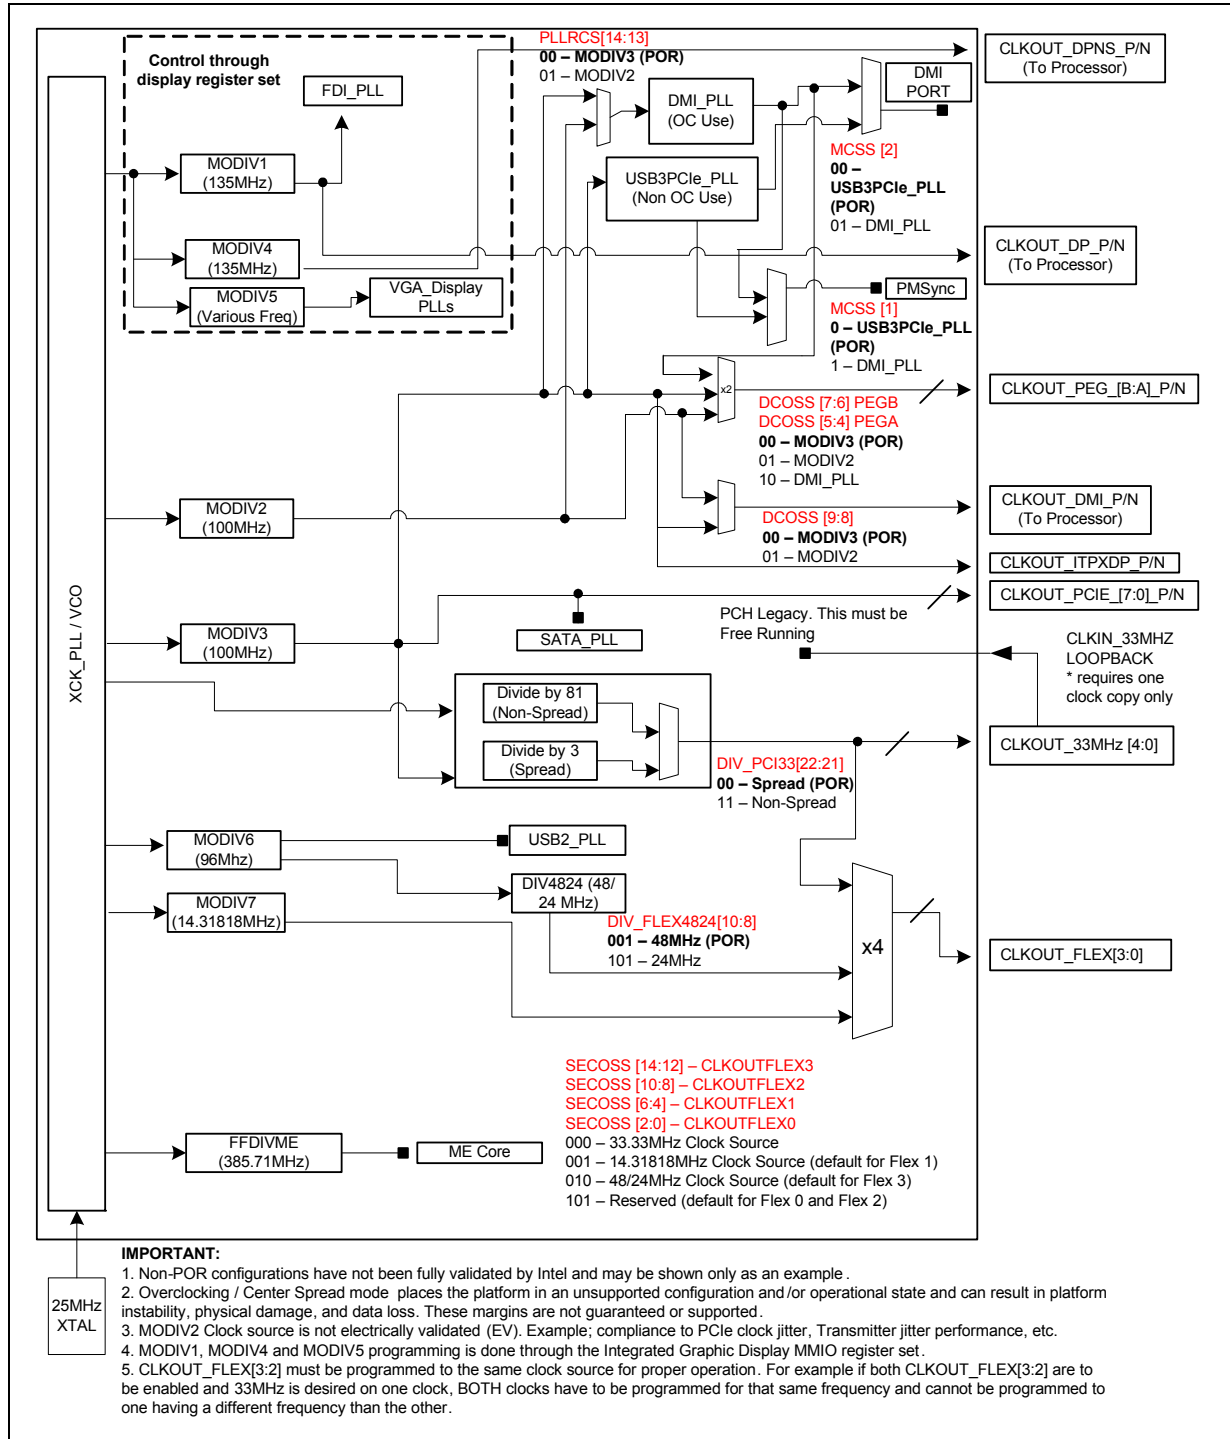 Control through
display register set
FDI_PLL
MODIV1
(135MHz)
MODIV4
(135MHz)
MODIV5
(Various Freq)
VGA_Display
PLLs
PLLRCS[14:13]
00 – MODIV3 (POR)
01 – MODIV2
DMI_PLL
(OC Use)
USB3PCIe_PLL
(Non OC Use)
DMI
PORT
MCSS [2]
00 –
USB3PCIe_PLL
(POR)
01 – DMI_PLL
CLKOUT_DPNS_P/N
(To Processor)
CLKOUT_DP_P/N
(To Processor)
PMSync
MCSS [1]
0 – USB3PCIe_PLL
(POR)
1 – DMI_PLL
x2
CLKOUT_PEG_[B:A]_P/N
DCOSS [7:6] PEGB
DCOSS [5:4] PEGA
00 – MODIV3 (POR)
01 – MODIV2
10 – DMI_PLL
MODIV2
(100MHz)
CLKOUT_DMI_P/N
(To Processor)
DCOSS [9:8]
00 – MODIV3 (POR)
01 – MODIV2
CLKOUT_ITPXDP_P/N
CLKOUT_PCIE_[7:0]_P/N
XCK_PLL / VCO
MODIV3
(100MHz)
SATA_PLL
PCH Legacy. This must be
Free Running
CLKIN_33MHZ
LOOPBACK
* requires one
clock copy only
Divide by 81
(Non-Spread)
Divide by 3
(Spread)
CLKOUT_33MHz [4:0]
DIV_PCI33[22:21]
00 – Spread (POR)
11 – Non-Spread
MODIV6
(96Mhz)
USB2_PLL
DIV4824 (48/
24 MHz)
MODIV7
(14.31818MHz)
DIV_FLEX4824[10:8]
001 – 48MHz (POR)
101 – 24MHz
x4
CLKOUT_FLEX[3:0]
SECOSS [14:12] – CLKOUTFLEX3
SECOSS [10:8] – CLKOUTFLEX2
SECOSS [6:4] – CLKOUTFLEX1
SECOSS [2:0] – CLKOUTFLEX0
000 – 33.33MHz Clock Source
001 – 14.31818MHz Clock Source (default for Flex 1)
010 – 48/24MHz Clock Source (default for Flex 3)
101 – Reserved (default for Flex 0 and Flex 2)
FFDIVME
(385.71MHz)
ME Core
25MHz
XTAL
IMPORTANT:
1. Non-POR configurations have not been fully validated by Intel and may be shown only as an example.
2. Overclocking / Center Spread mode places the platform in an unsupported configuration and/or operational state and can result in platform
instability, physical damage, and data loss. These margins are not guaranteed or supported.
3. MODIV2 Clock source is not electrically validated (EV). Example; compliance to PCIe clock jitter, Transmitter jitter performance, etc.
4. MODIV1, MODIV4 and MODIV5 programming is done through the Integrated Graphic Display MMIO register set.
5. CLKOUT_FLEX[3:2] must be programmed to the same clock source for proper operation. For example if both CLKOUT_FLEX[3:2] are to
be enabled and 33MHz is desired on one clock, BOTH clocks have to be programmed for that same frequency and cannot be programmed to
one having a different frequency than the other.